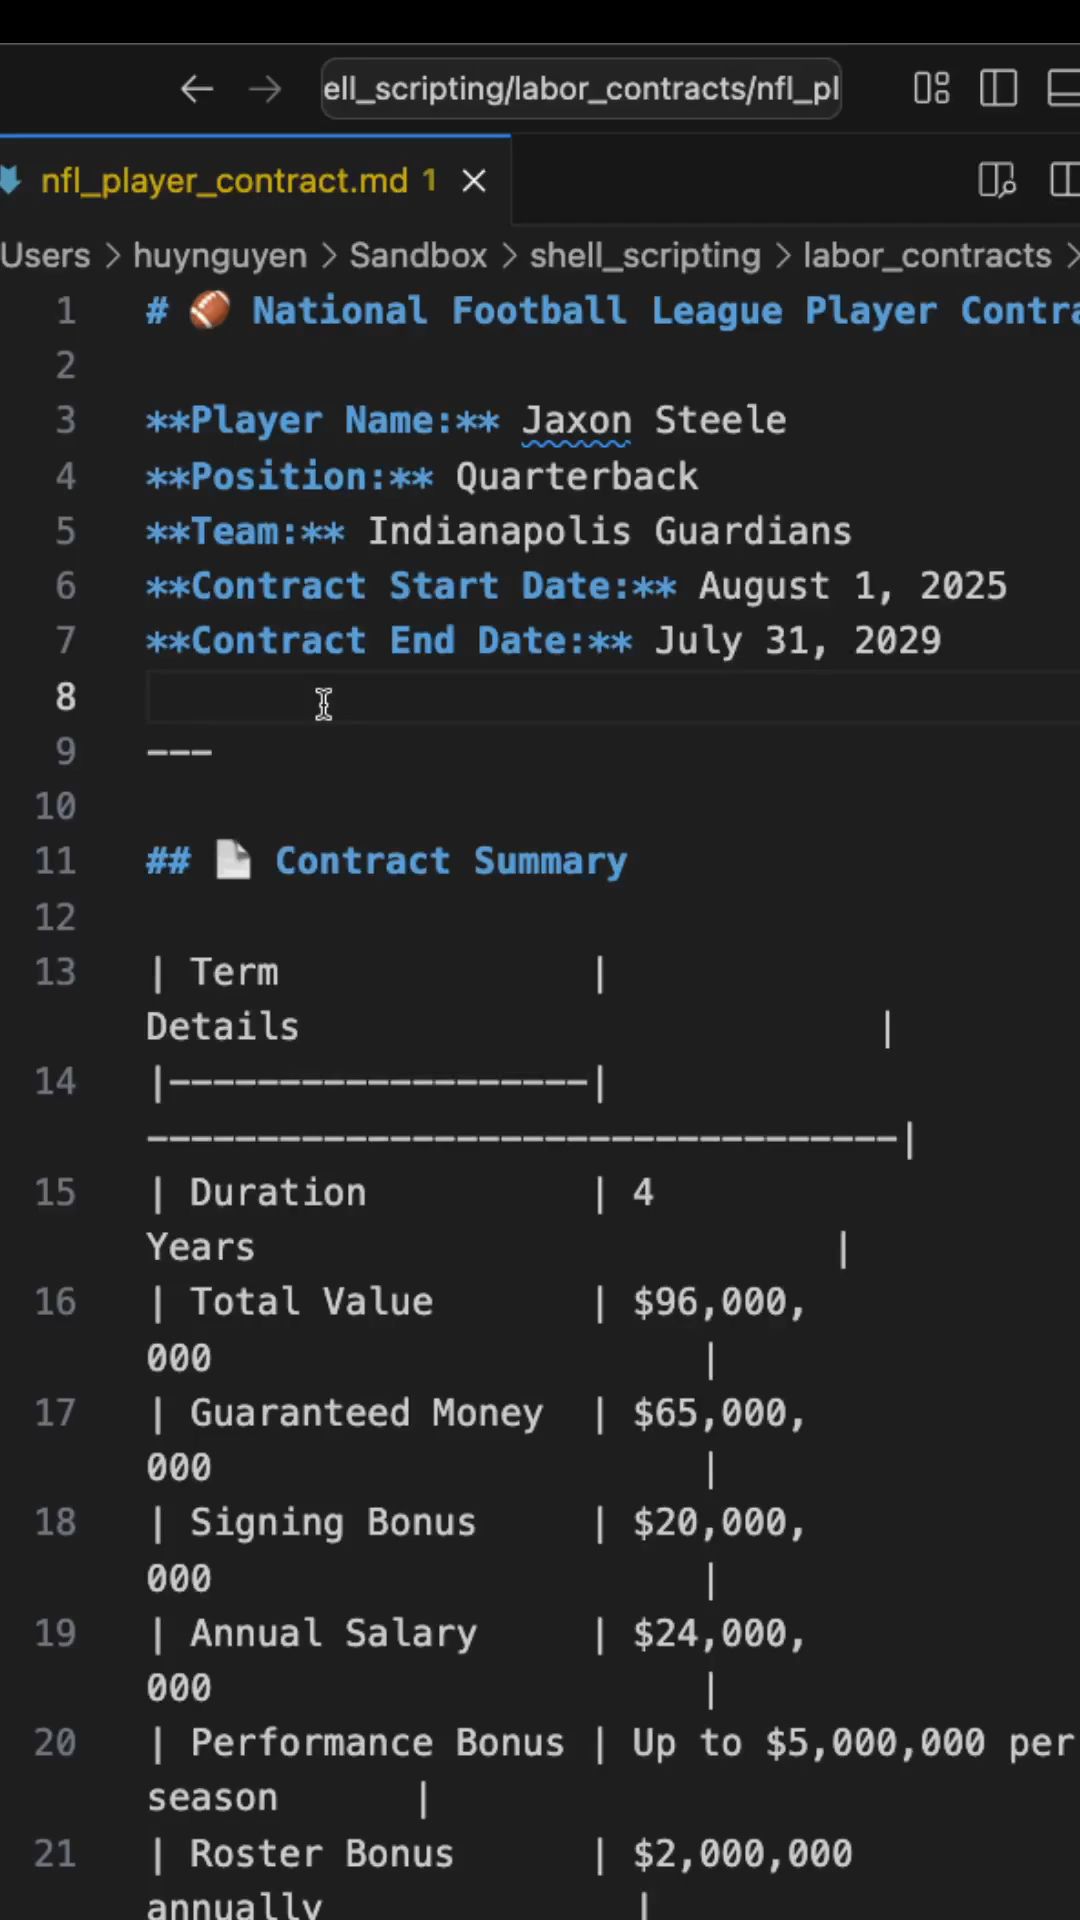 ell_scripting/labor_contracts/nfl_pl
nfl_player_contract.md 1
Users > huynguyen > Sandbox > shell_scripting > labor_contracts >
1 # 🏈 National Football League Player Contra
2
3 **Player Name:** Jaxon Steele
4 **Position:** Quarterback
5 **Team:** Indianapolis Guardians
6 **Contract Start Date:** August 1, 2025
7 **Contract End Date:** July 31, 2029
8
9 ---
10
11 ## 📄 Contract Summary
12
13 | Term |
Details |
14 |-------------------|
----------------------------------|
15 | Duration | 4
Years |
16 | Total Value | $96,000,
000 |
17 | Guaranteed Money | $65,000,
000 |
18 | Signing Bonus | $20,000,
000 |
19 | Annual Salary | $24,000,
000 |
20 | Performance Bonus | Up to $5,000,000 per
season |
21 | Roster Bonus | $2,000,000
annually |